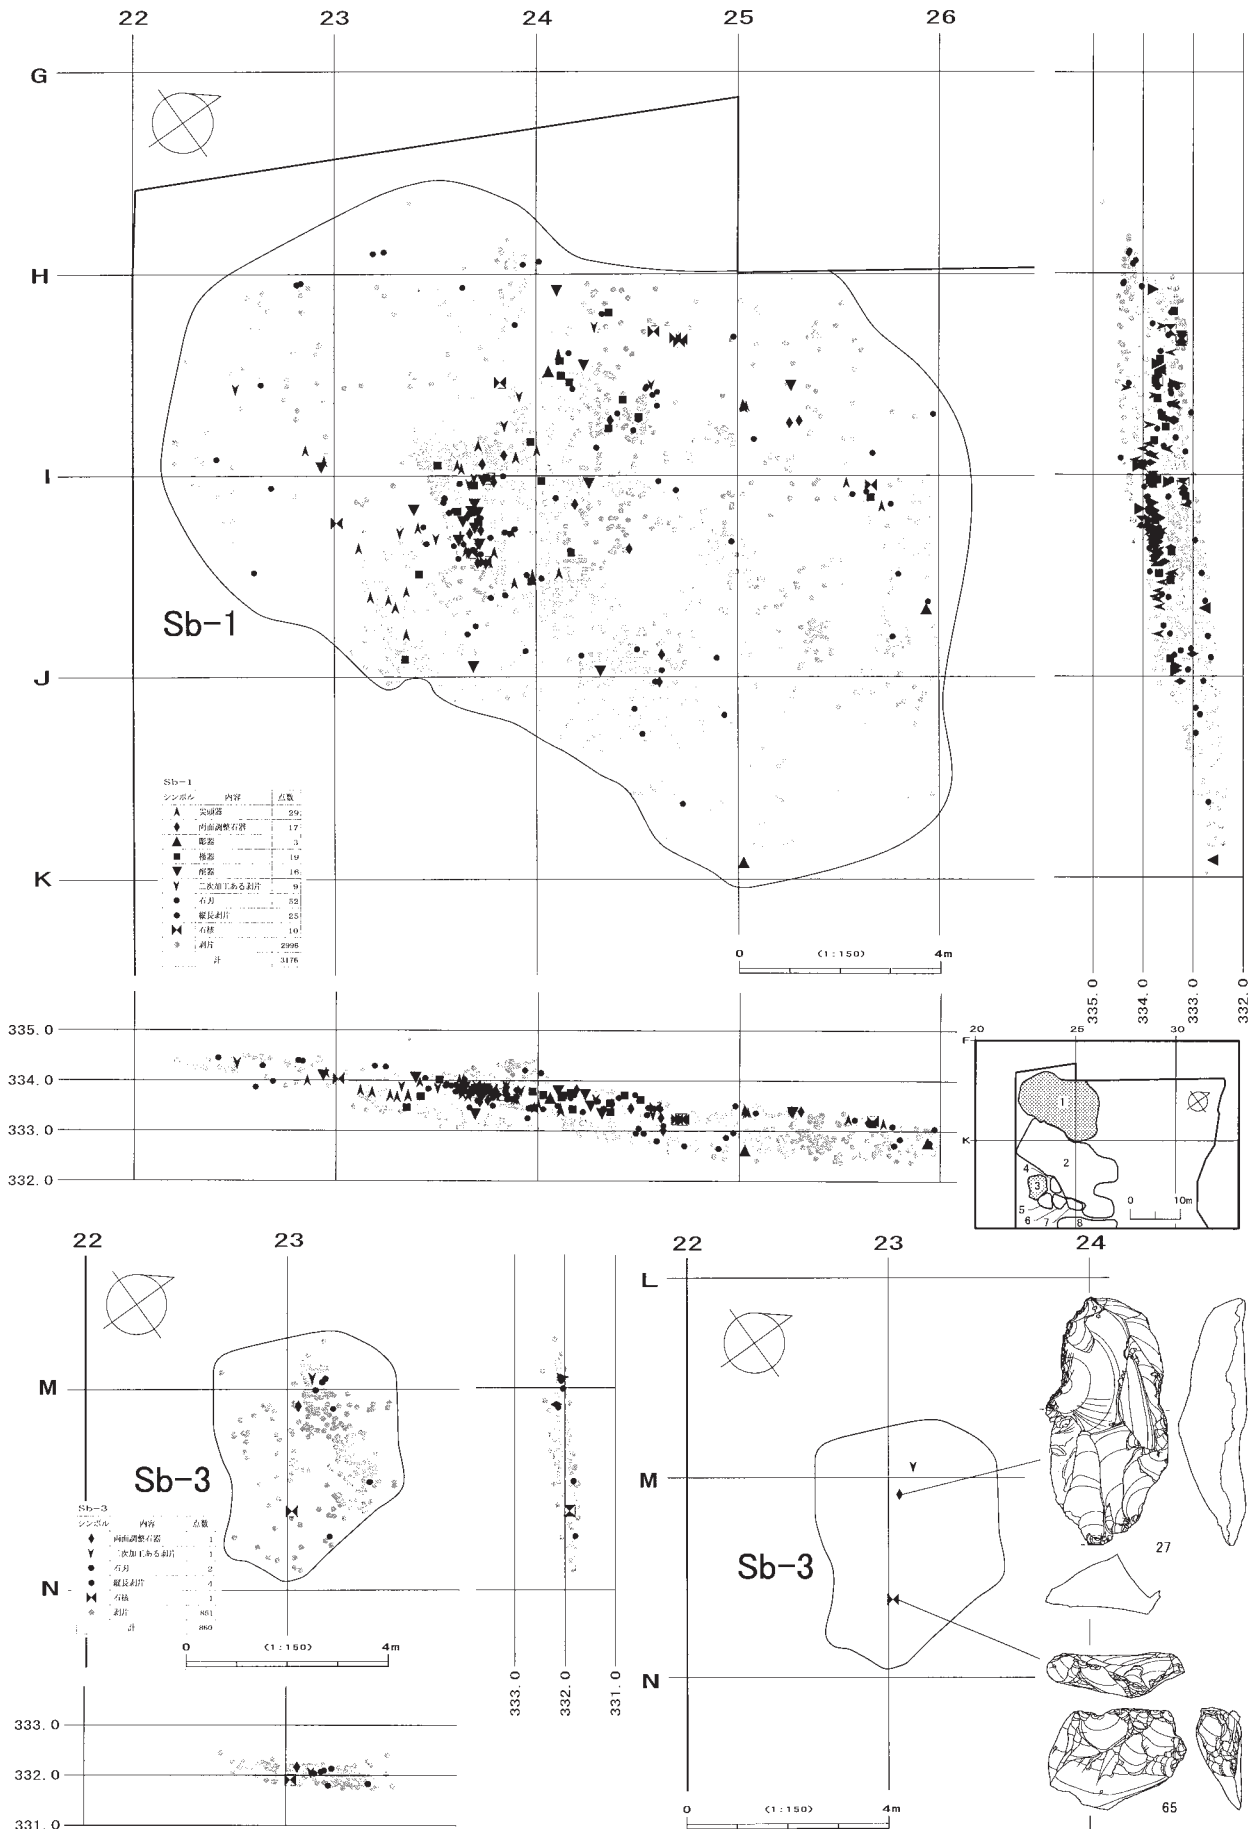 22 23 24 25 26
G
H
I
J
K
Sb-1
Sb-1
シンボル 内容 点数
尖頭器 29
両面調整石器 17
彫器 3
掻器 19
削器 16
二次加工ある剥片 9
石刃 52
縦長剥片 25
石核 10
剥片 2996
計 3176
0 (1:150) 4m
335.0 334.0 333.0 332.0
335.0
334.0
333.0
332.0
20 25 30
F
K
1
2
3
4
5
6
7
8
0 10m
22 23
M
N
Sb-3
Sb-3
シンボル 内容 点数
両面調整石器 1
二次加工ある剥片 1
石刃 2
縦長剥片 4
石核 1
剥片 851
計 860
0 (1:150) 4m
333.0 332.0 331.0
333.0
332.0
331.0
22 23 24
L
M
N
Sb-3
27
65
0 (1:150) 4m